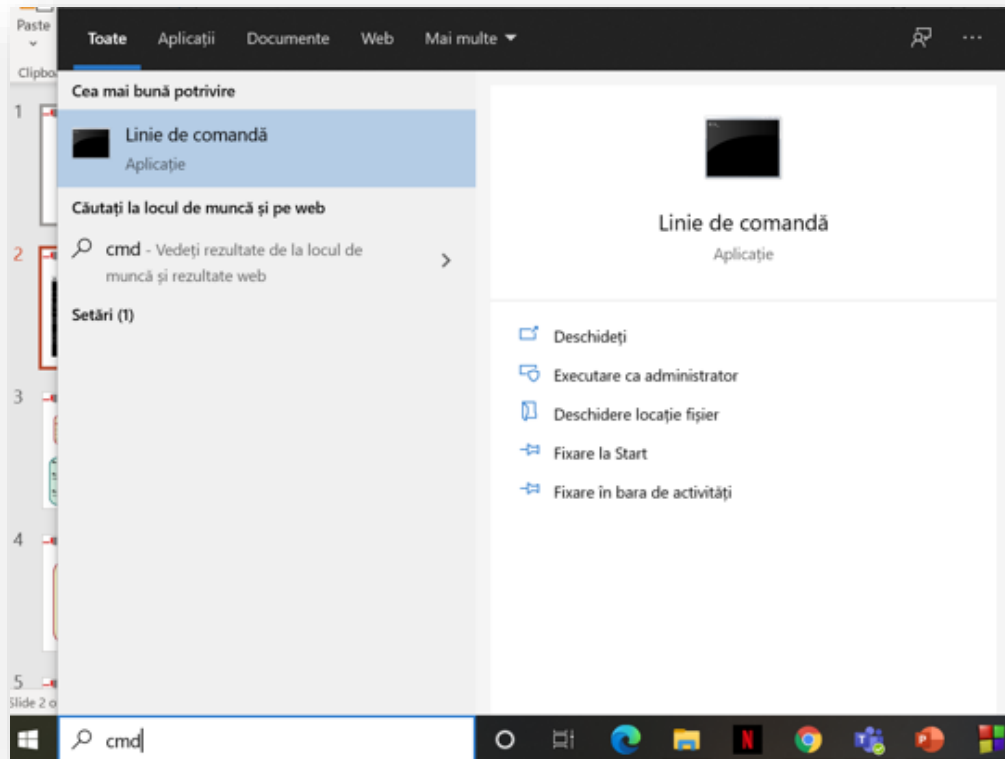 Paste
Clipbo
Toate Aplicații Documente Web Mai multe
Cea mai bună potrivire
Linie de comandă
Aplicație
Căutați la locul de muncă și pe web
cmd - Vedeți rezultate de la locul de
muncă și rezultate web
Setări (1)
Linie de comandă
Aplicație
Deschideți
Executare ca administrator
Deschidere locație fișier
Fixare la Start
Fixare în bara de activități
1
2
3
4
5
Slide 2 o
cmd